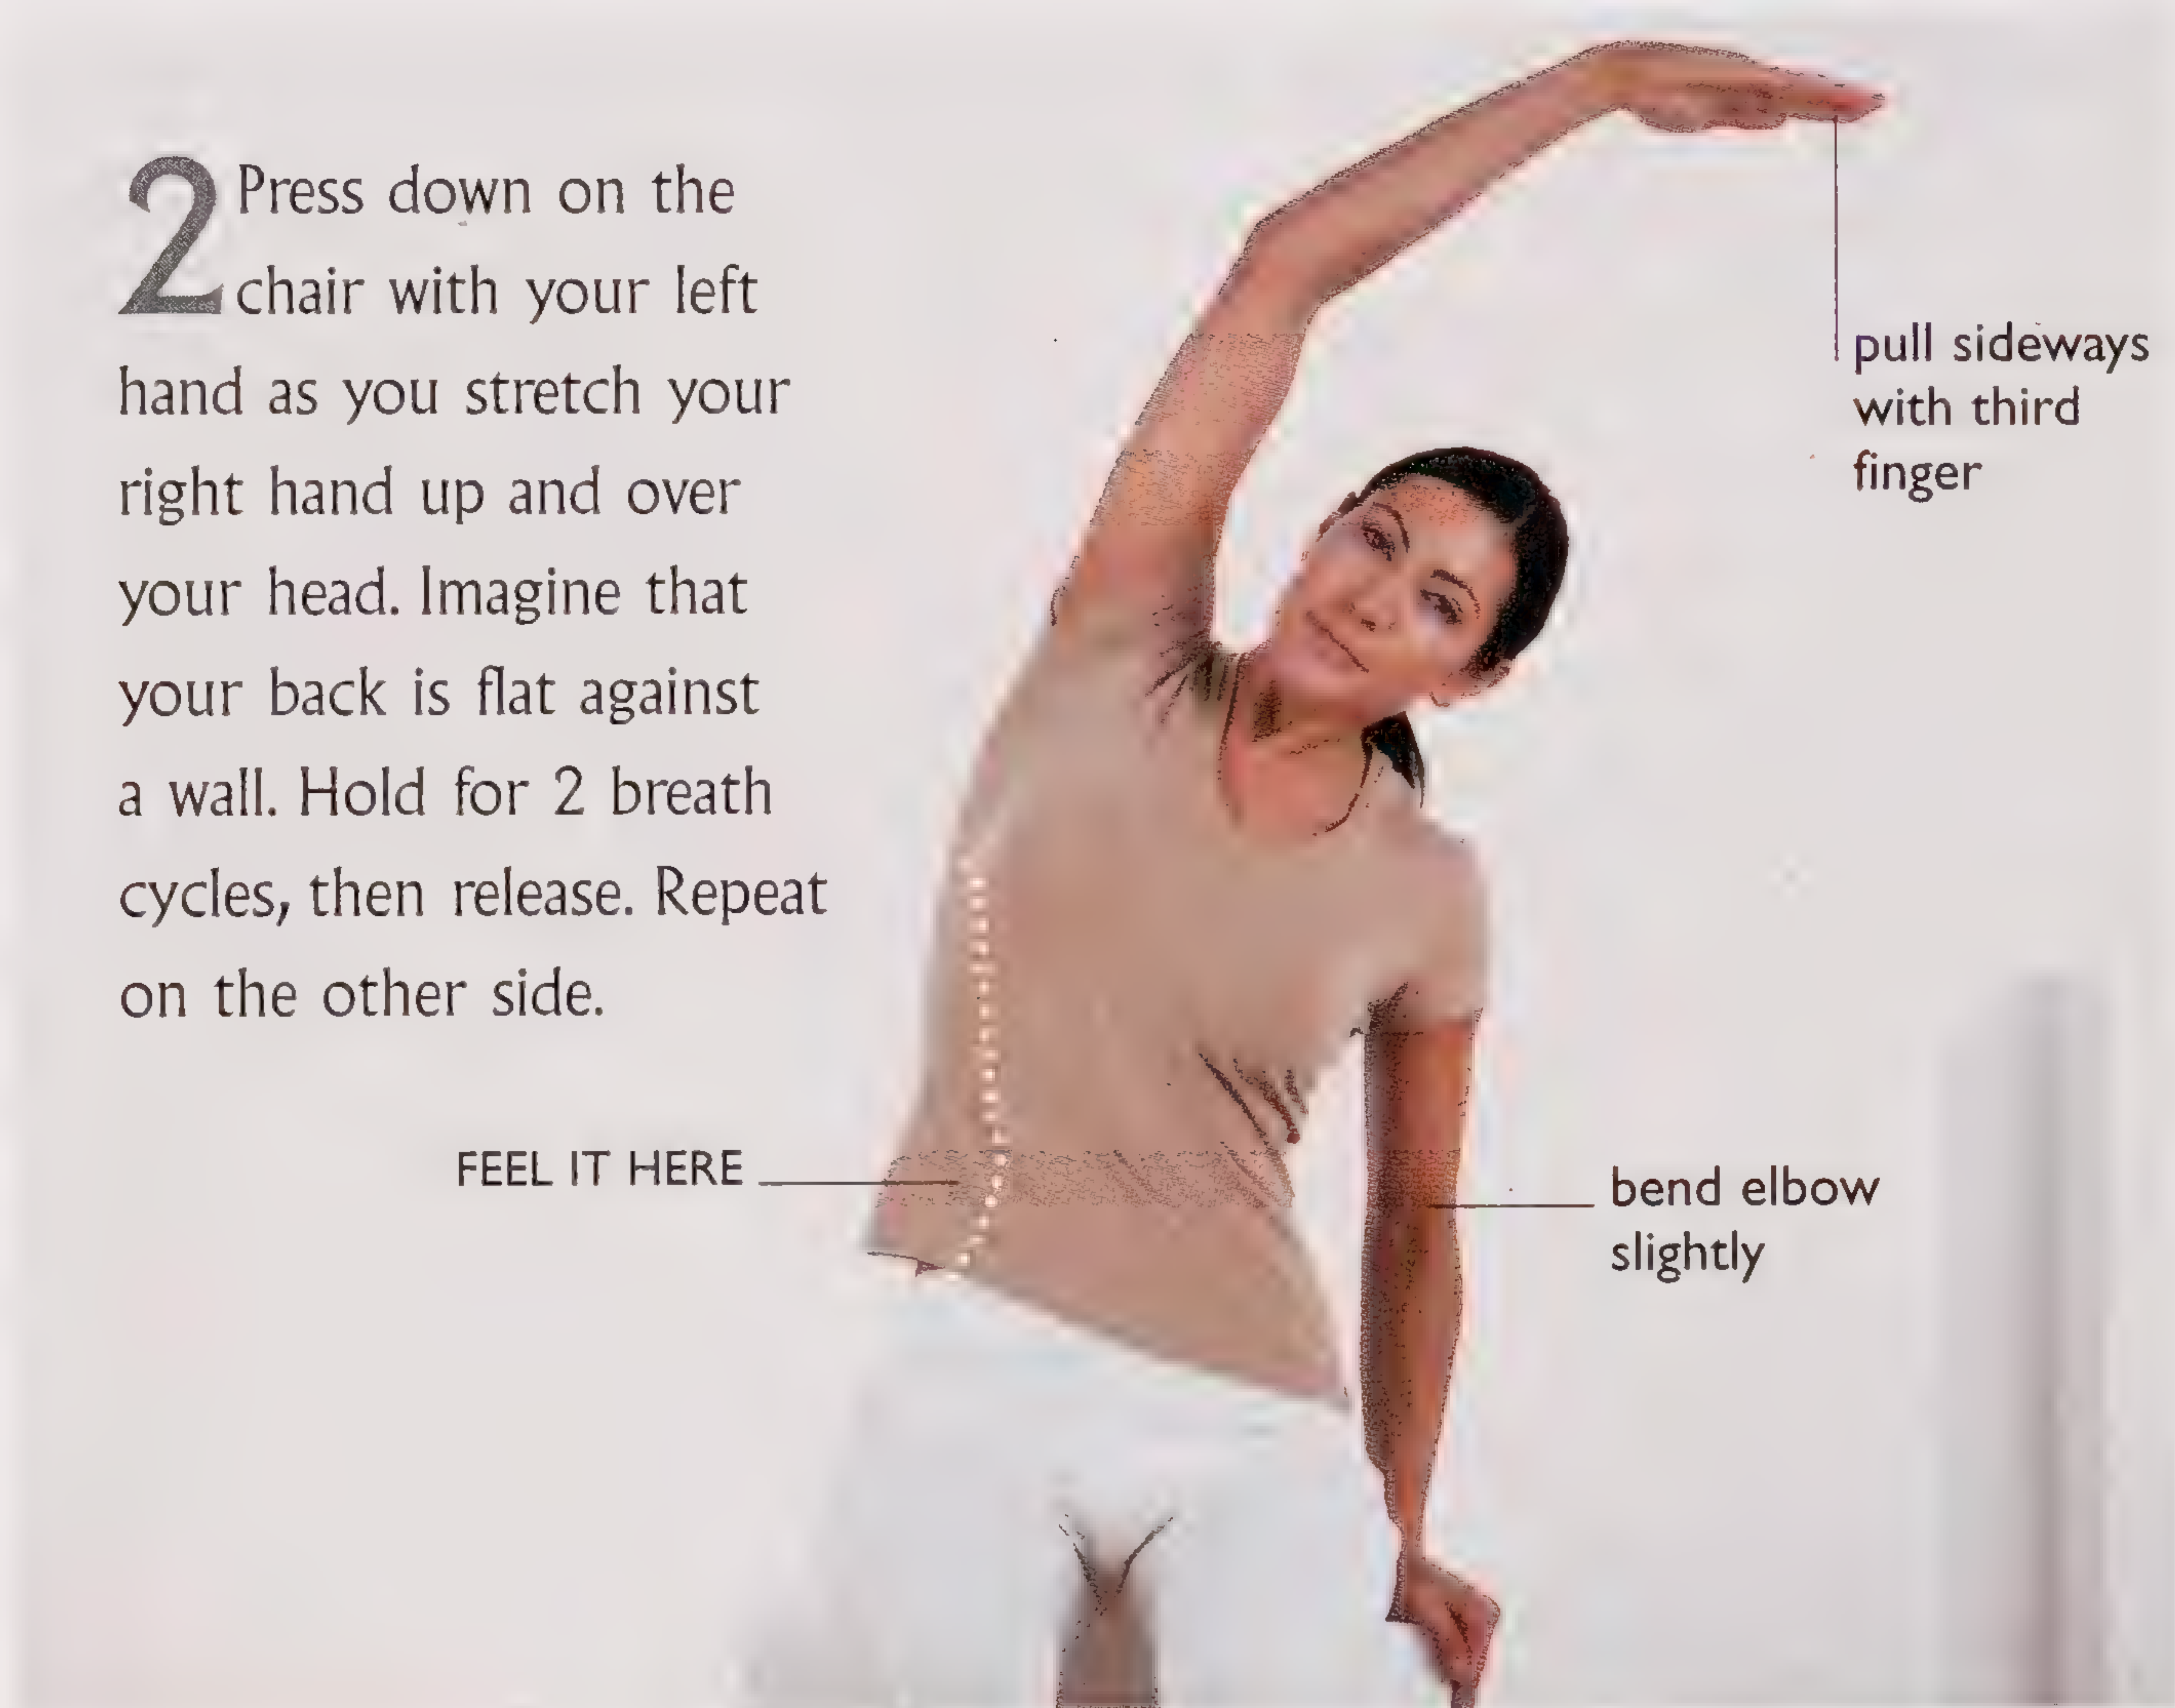 2 Press down on the
chair with your left
hand as you stretch your
right hand up and over
your head. Imagine that
your back is flat against
a wall. Hold for 2 breath
cycles, then release. Repeat
on the other side.
pull sideways
with third
finger
FEEL IT HERE
bend elbow
slightly